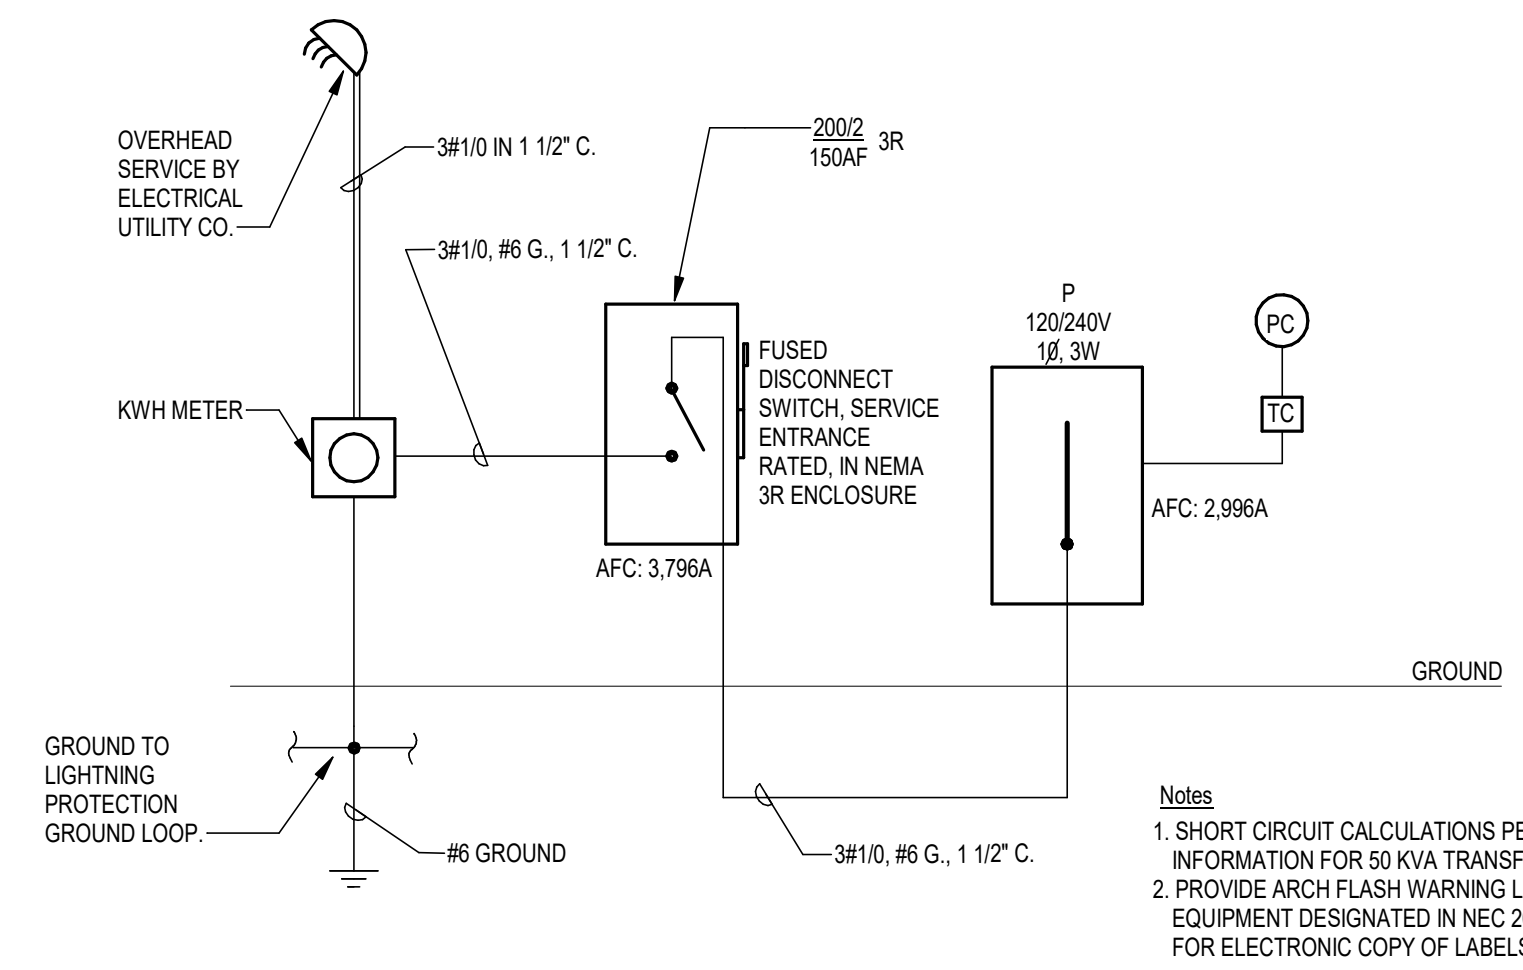 OVERHEAD
SERVICE BY
ELECTRICAL
UTILITY CO.
3#1/0 IN 1 1/2" C.
200/2
150AF
3R
3#1/0, #6 G., 1 1/2" C.
KWH METER
FUSED
DISCONNECT
SWITCH, SERVICE
ENTRANCE
RATED, IN NEMA
3R ENCLOSURE
AFC: 3,796A
P
120/240V
1Ø, 3W
PC
TC
AFC: 2,996A
GROUND
GROUND TO
LIGHTNING
PROTECTION
GROUND LOOP.
#6 GROUND
3#1/0, #6 G., 1 1/2" C.
Notes
1. SHORT CIRCUIT CALCULATIONS
INFORMATION FOR 50 KVA
2. PROVIDE ARCH FLASH WARNING
EQUIPMENT DESIGNATED IN NEC
FOR ELECTRONIC COPY OF LABELS